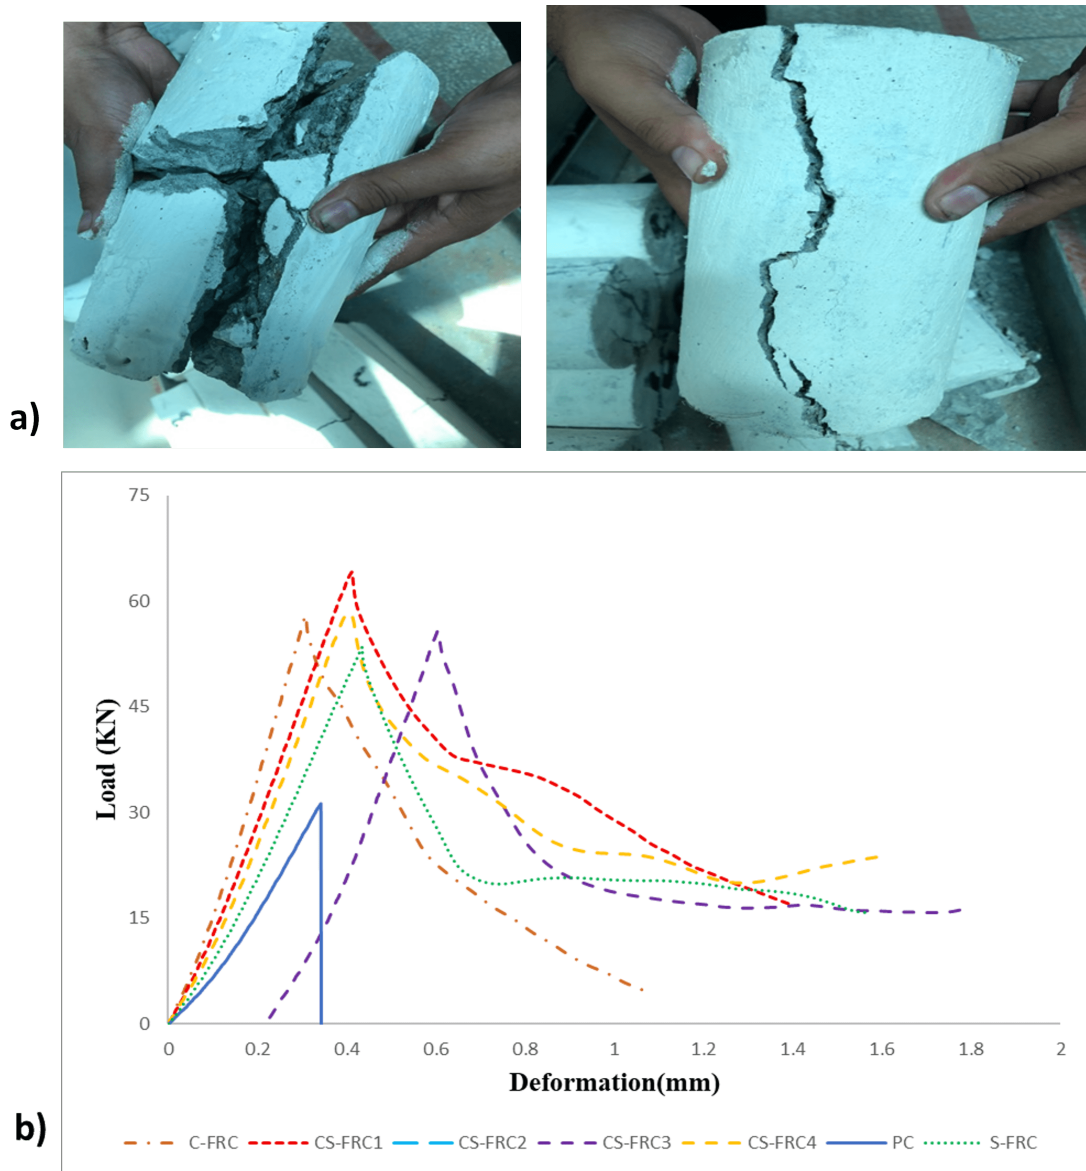 a)
75
60
45
30
15
0
Load (KN)
0 0.2 0.4 0.6 0.8 1 1.2 1.4 1.6 1.8 2
Deformation(mm)
b)
C-FRC CS-FRC1 CS-FRC2 CS-FRC3 CS-FRC4 PC S-FRC